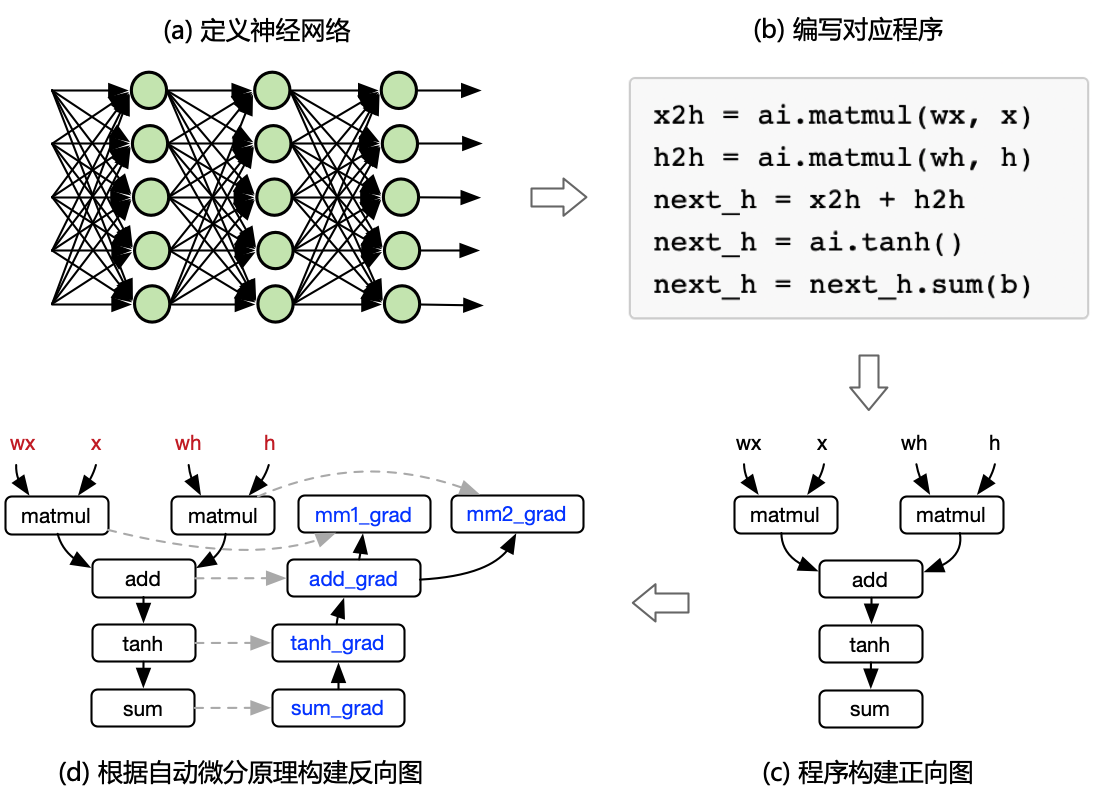 (a) 定义神经网络
(b) 编写对应程序
x2h = ai.matmul(wx, x)
h2h = ai.matmul(wh, h)
next_h = x2h + h2h
next_h = ai.tanh()
next_h = next_h.sum(b)
wx x wh h
matmul matmul mm1_grad mm2_grad
add add_grad
tanh tanh_grad
sum sum_grad
(d) 根据自动微分原理构建反向图
wx x wh h
matmul matmul
add
tanh
sum
(c) 程序构建正向图